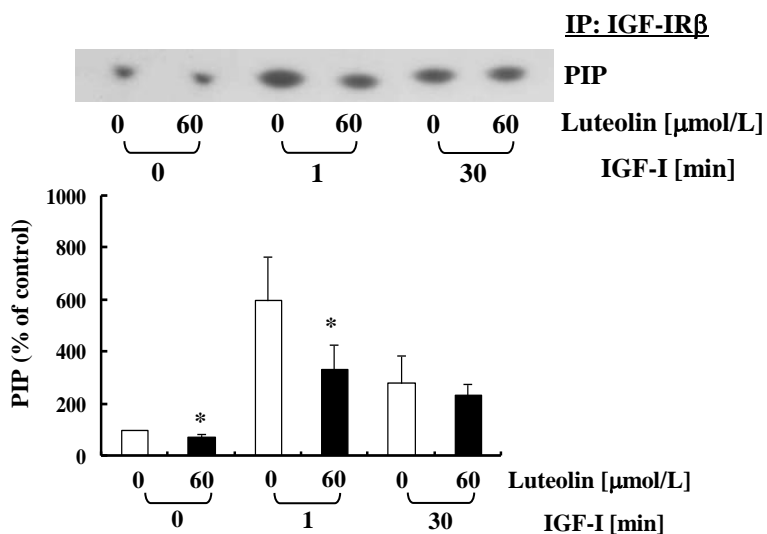 IP: IGF-IRβ
PIP
0 60 0 60 0 60 Luteolin [μmol/L]
0 1 30 IGF-I [min]
PIP (% of control)
1000
800
600
400
200
0
*
*
0 60 0 60 0 60 Luteolin [μmol/L]
0 1 30 IGF-I [min]